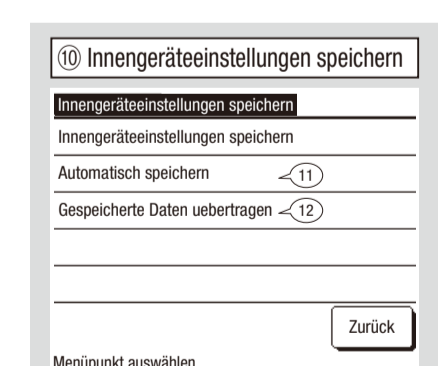 ⑩ Innengeräteeinstellungen speichern
Innengeräteeinstellungen speichern
Innengeräteeinstellungen speichern
Automatisch speichern 11
Gespeicherte Daten uebertragen 12
Zurück
Menüpunkt auswählen